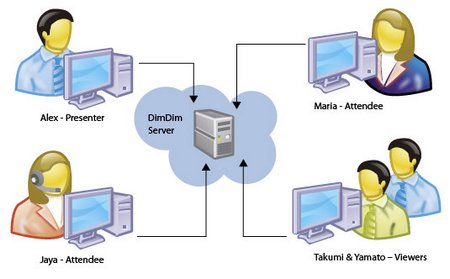 Alex - Presenter
Maria - Attendee
DimDim
Server
Jaya - Attendee
Takumi & Yamato – Viewers